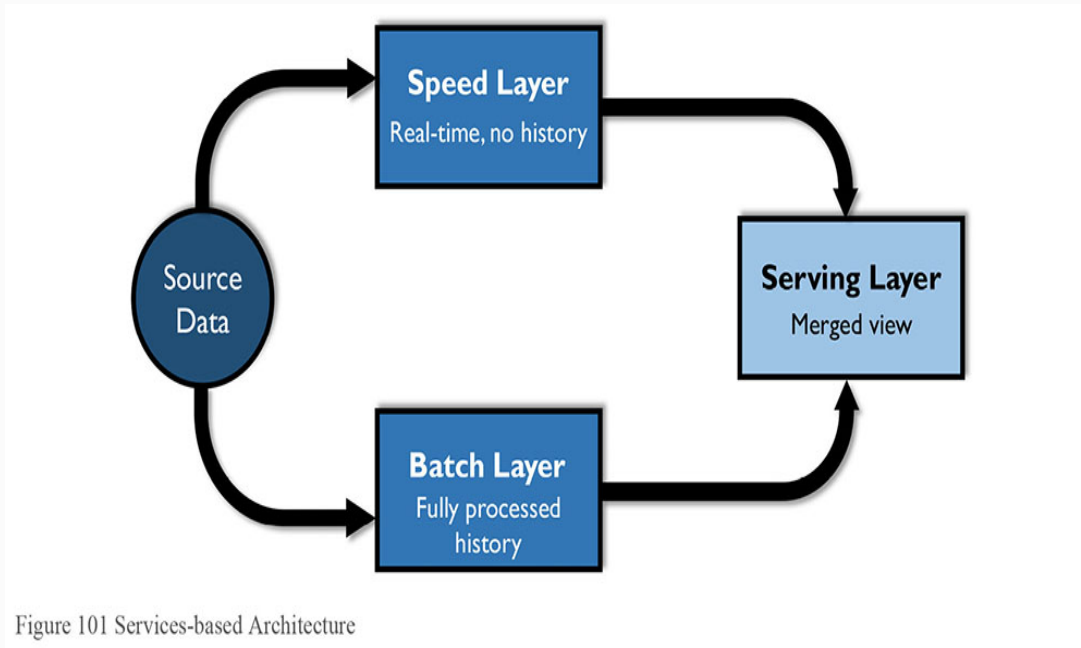 Speed Layer
Real-time, no history
Source
Data
Serving Layer
Merged view
Batch Layer
Fully processed
history
Figure 101 Services-based Architecture